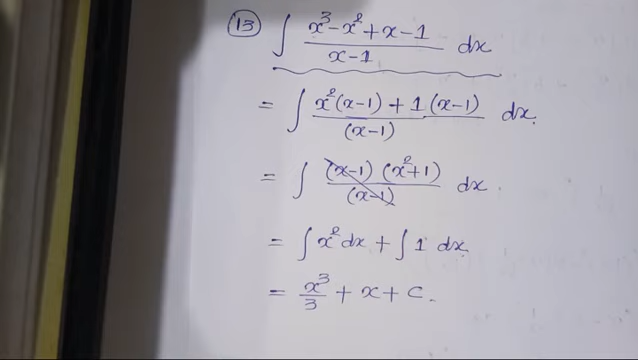 (13) ∫ (x³ - x² + x - 1)/(x - 1) dx
= ∫ (x²(x-1) + 1(x-1))/(x-1) dx.
= ∫ ((x-1)(x²+1))/(x-1) dx
= ∫ x² dx + ∫ 1 dx.
= x³/3 + x + c.